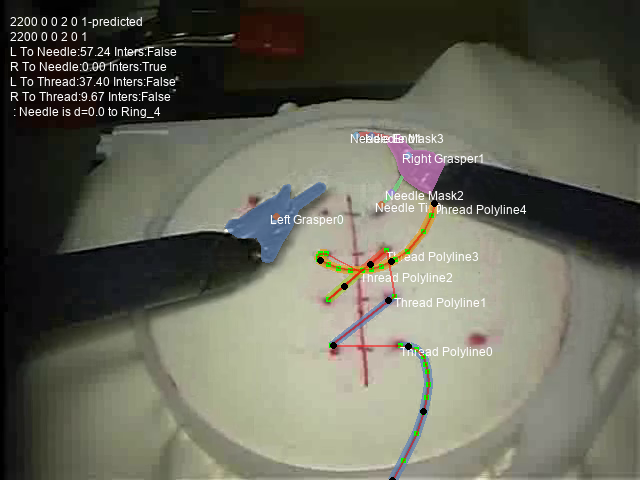 2200 0 0 2 0 1-predicted
2200 0 0 2 0 1
L To Needle:57.24 Inters:False
R To Needle:0.00 Inters:True
L To Thread:37.40 Inters:False
R To Thread:9.67 Inters:False
: Needle is d=0.0 to Ring_4
Mask3
Right Grasper1
Needle Mask2
Needle
Thread Polyline4
Left Grasper0
Thread Polyline3
Thread Polyline2
Thread Polyline1
Thread Polyline0